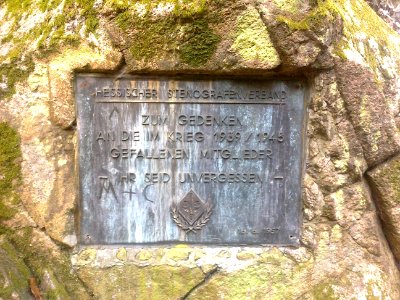 HESSISCHER STENOGRAFENVERBAND
ZUM GEDENKEN
AN DIE IM KRIEG 1939 / 1945
GEFALLENEN MITGLIEDER
– IHR SEID UNVERGESSEN –
M + C